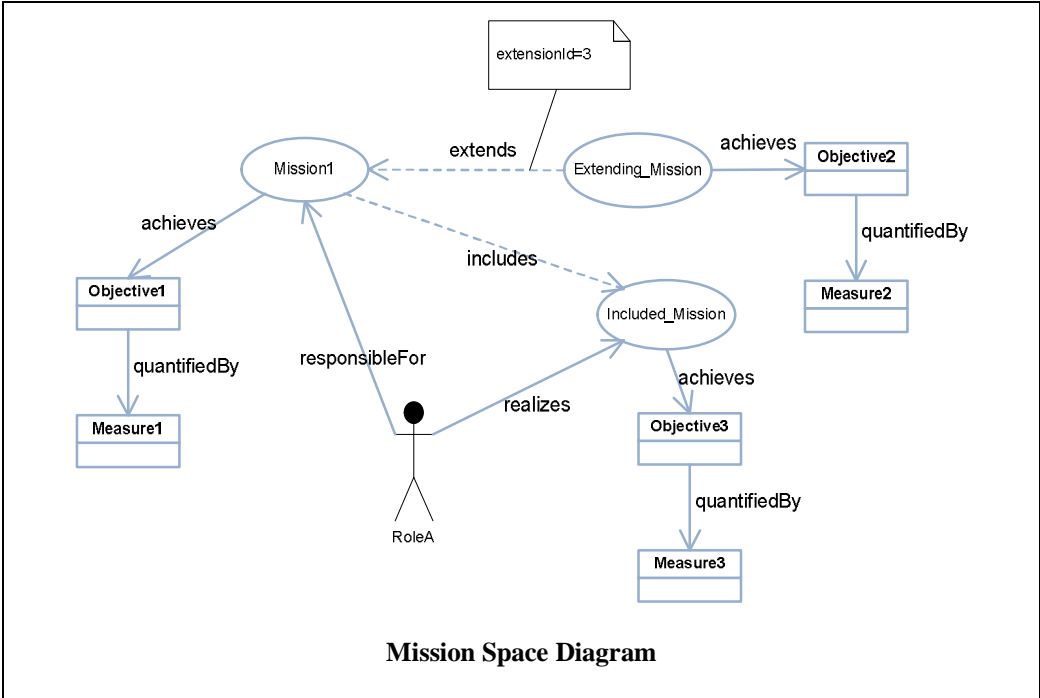 extensionId=3
extends
achieves
Mission1
Extending_Mission
Objective2
achieves
quantifiedBy
includes
Objective1
Measure2
Included_Mission
responsibleFor
quantifiedBy
achieves
realizes
Measure1
Objective3
quantifiedBy
RoleA
Measure3
Mission Space Diagram